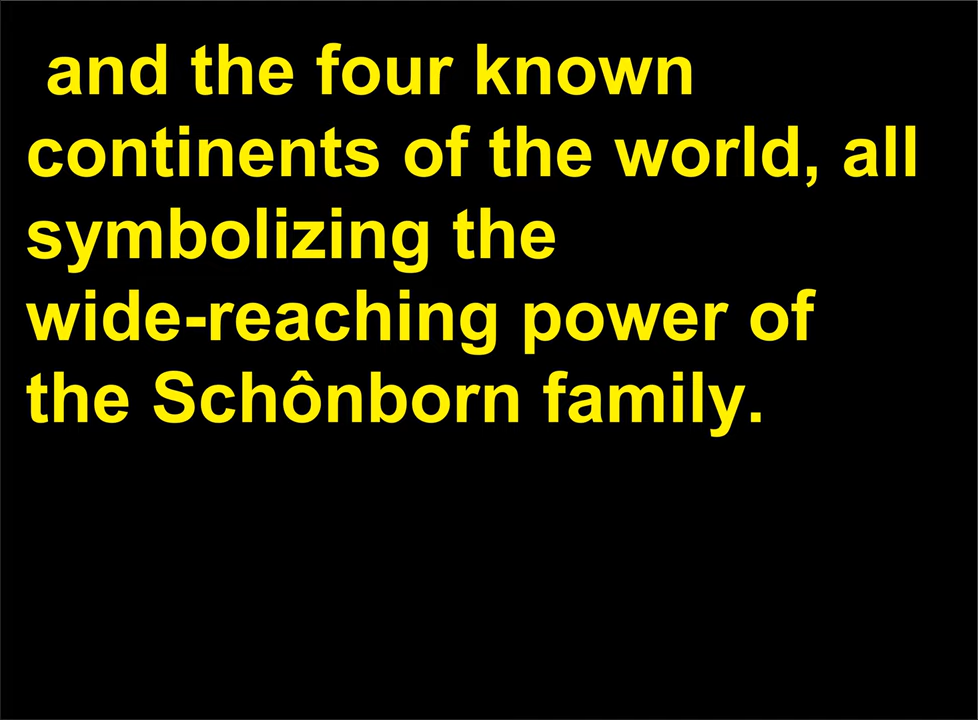 and the four known
continents of the world, all
symbolizing the
wide-reaching power of
the Schônborn family.